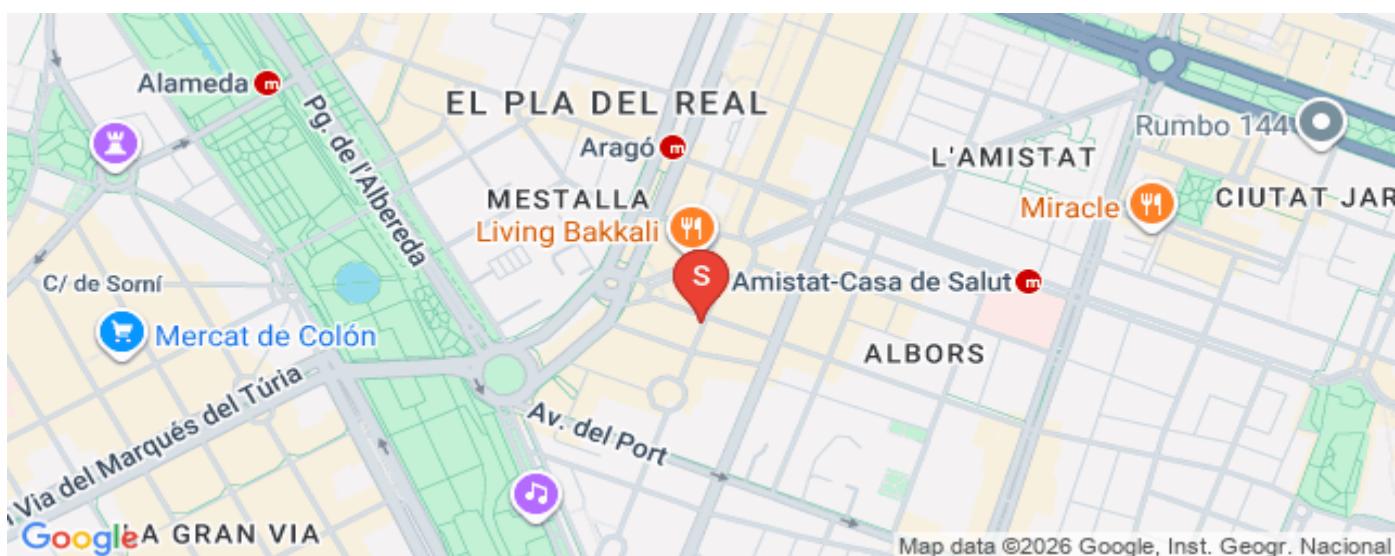 Alameda
m
Pg. de l'Albereda
EL PLA DEL REAL
Aragó
m
MESTALLA
Living Bakkali
S
Amistat-Casa de Salut
m
L'AMISTAT
Rumbo 144
Miracle
CIUTAT JAR
C/ de Sorní
Mercat de Colón
ALBORS
Via del Marqués del Túria
Av. del Port
A GRAN VIA
Google
Map data ©2026 Google, Inst. Geogr. Nacional